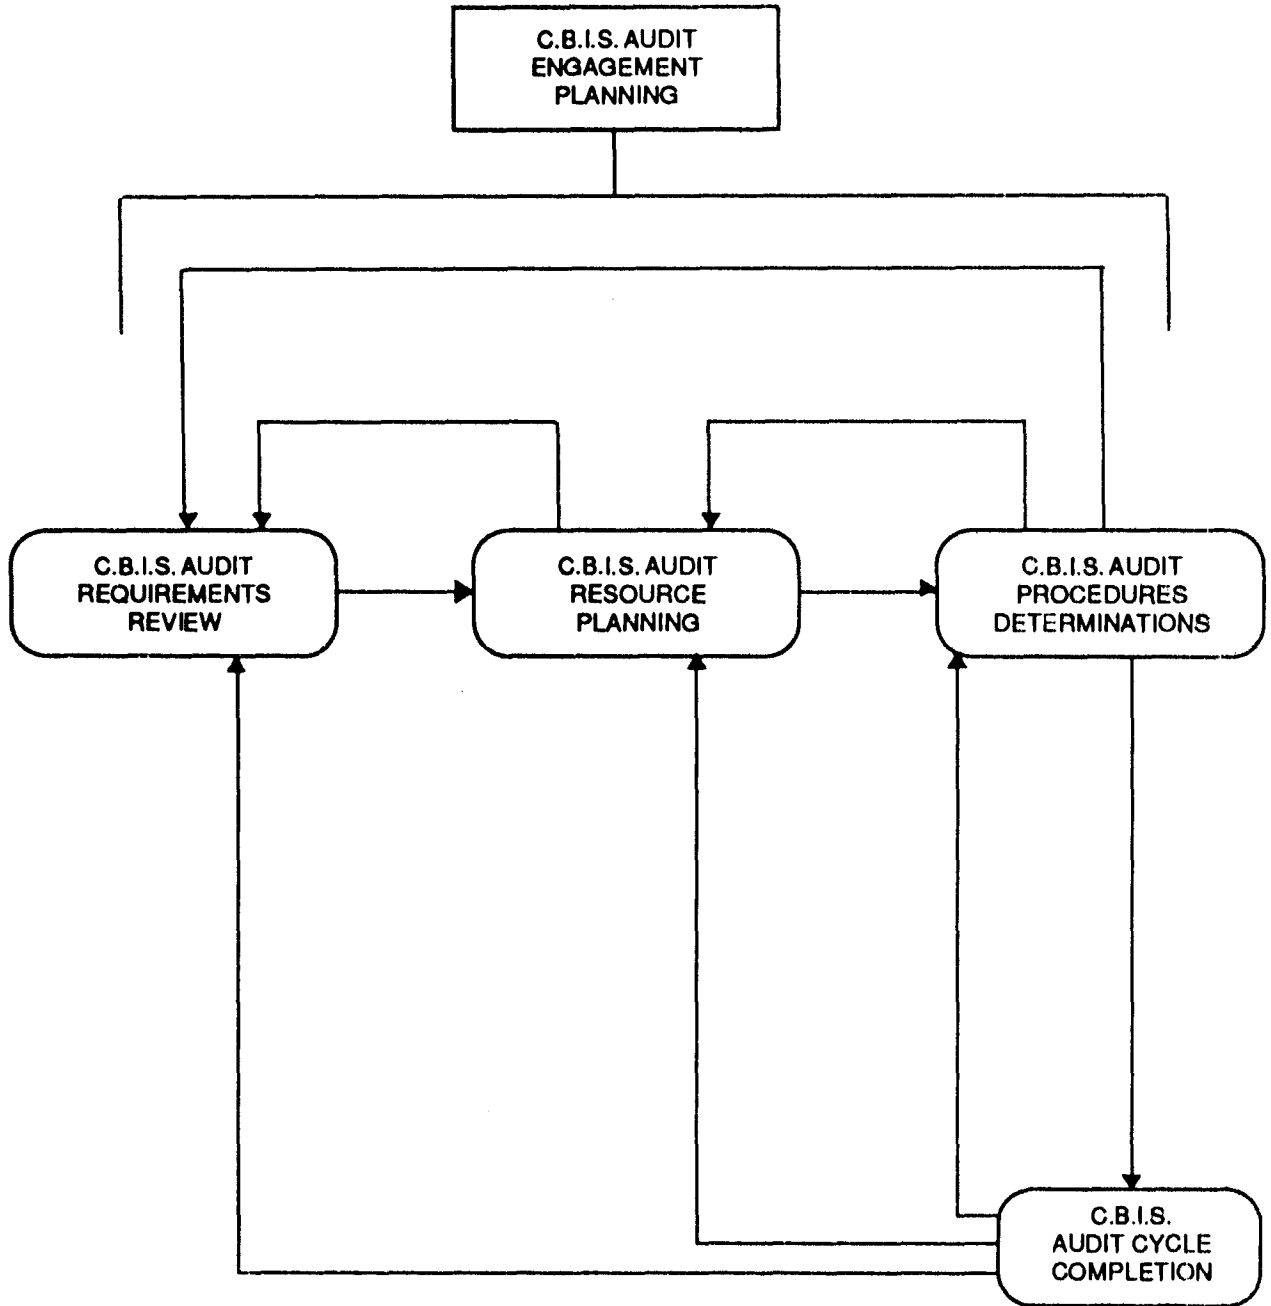 C.B.I.S. AUDIT
ENGAGEMENT
PLANNING
C.B.I.S. AUDIT
REQUIREMENTS
REVIEW
C.B.I.S. AUDIT
RESOURCE
PLANNING
C.B.I.S. AUDIT
PROCEDURES
DETERMINATIONS
C.B.I.S.
AUDIT CYCLE
COMPLETION